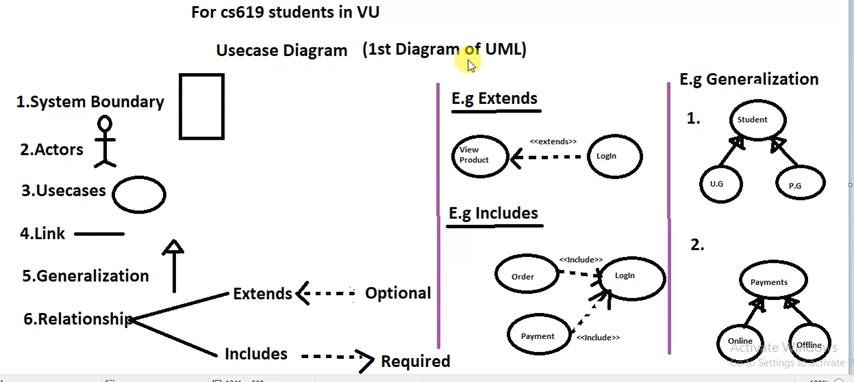 For cs619 students in VU
Usecase Diagram (1st Diagram of UML)
1.System Boundary
2.Actors
3.Usecases
4.Link
5.Generalization
6.Relationship
Extends
Optional
Includes
Required
E.g Extends
View
Product
<<extends>>
LogIn
E.g Includes
Order
<<Include>>
LogIn
Payment
<<Include>>
E.g Generalization
1.
Student
U.G
P.G
2.
Payments
Online
Offline
Activate Windows
Go to Settings to activate W